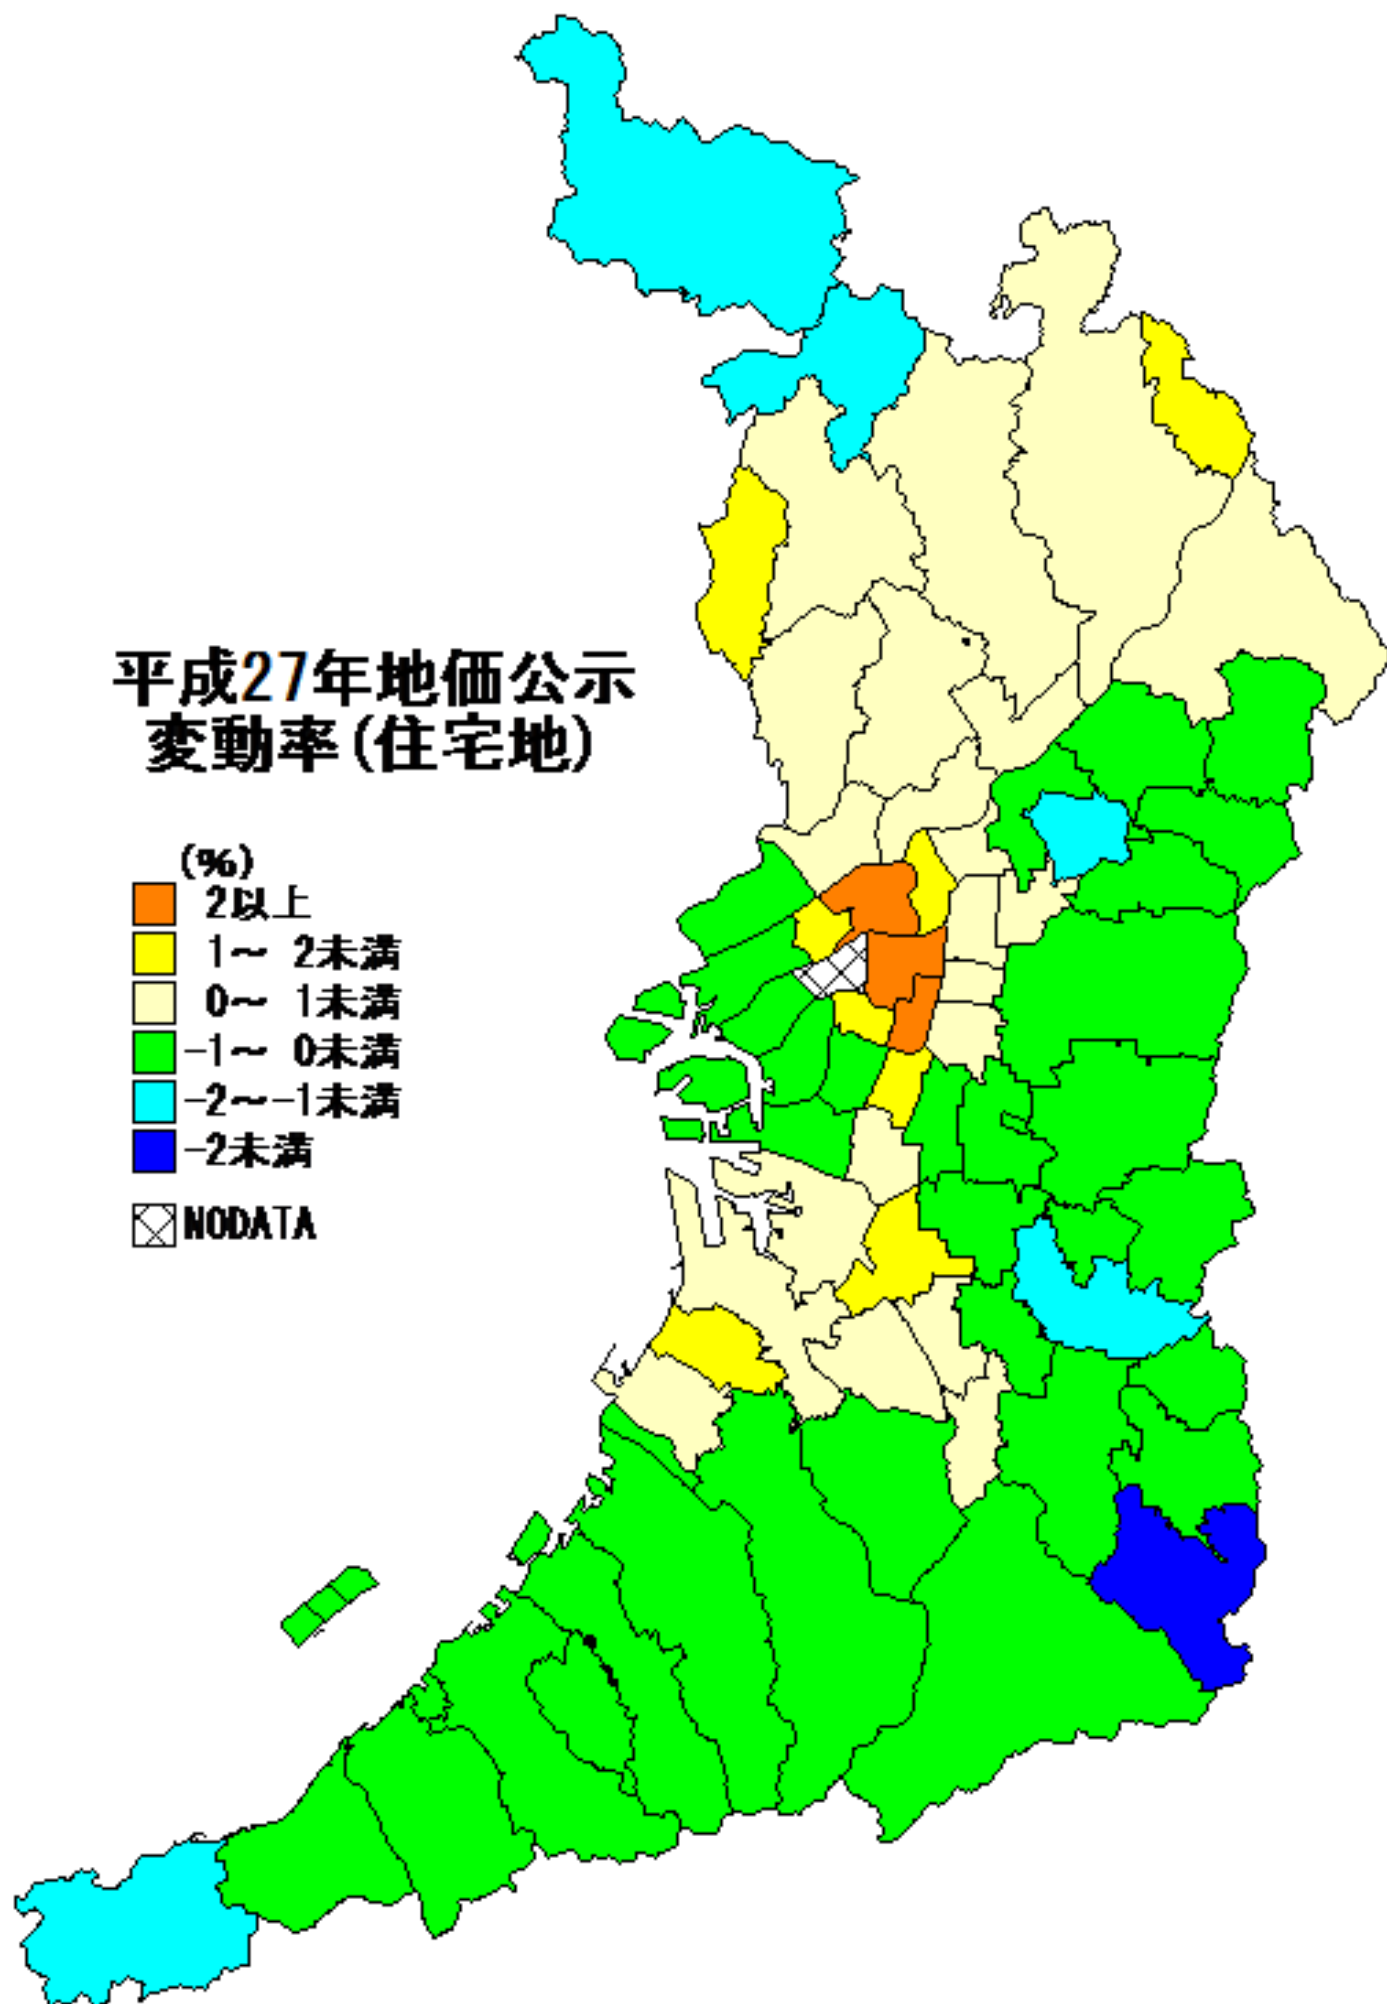 平成27年地価公示
変動率(住宅地)
(%)
2以上
1～ 2未満
0～ 1未満
-1～ 0未満
-2～-1未満
-2未満
NODATA